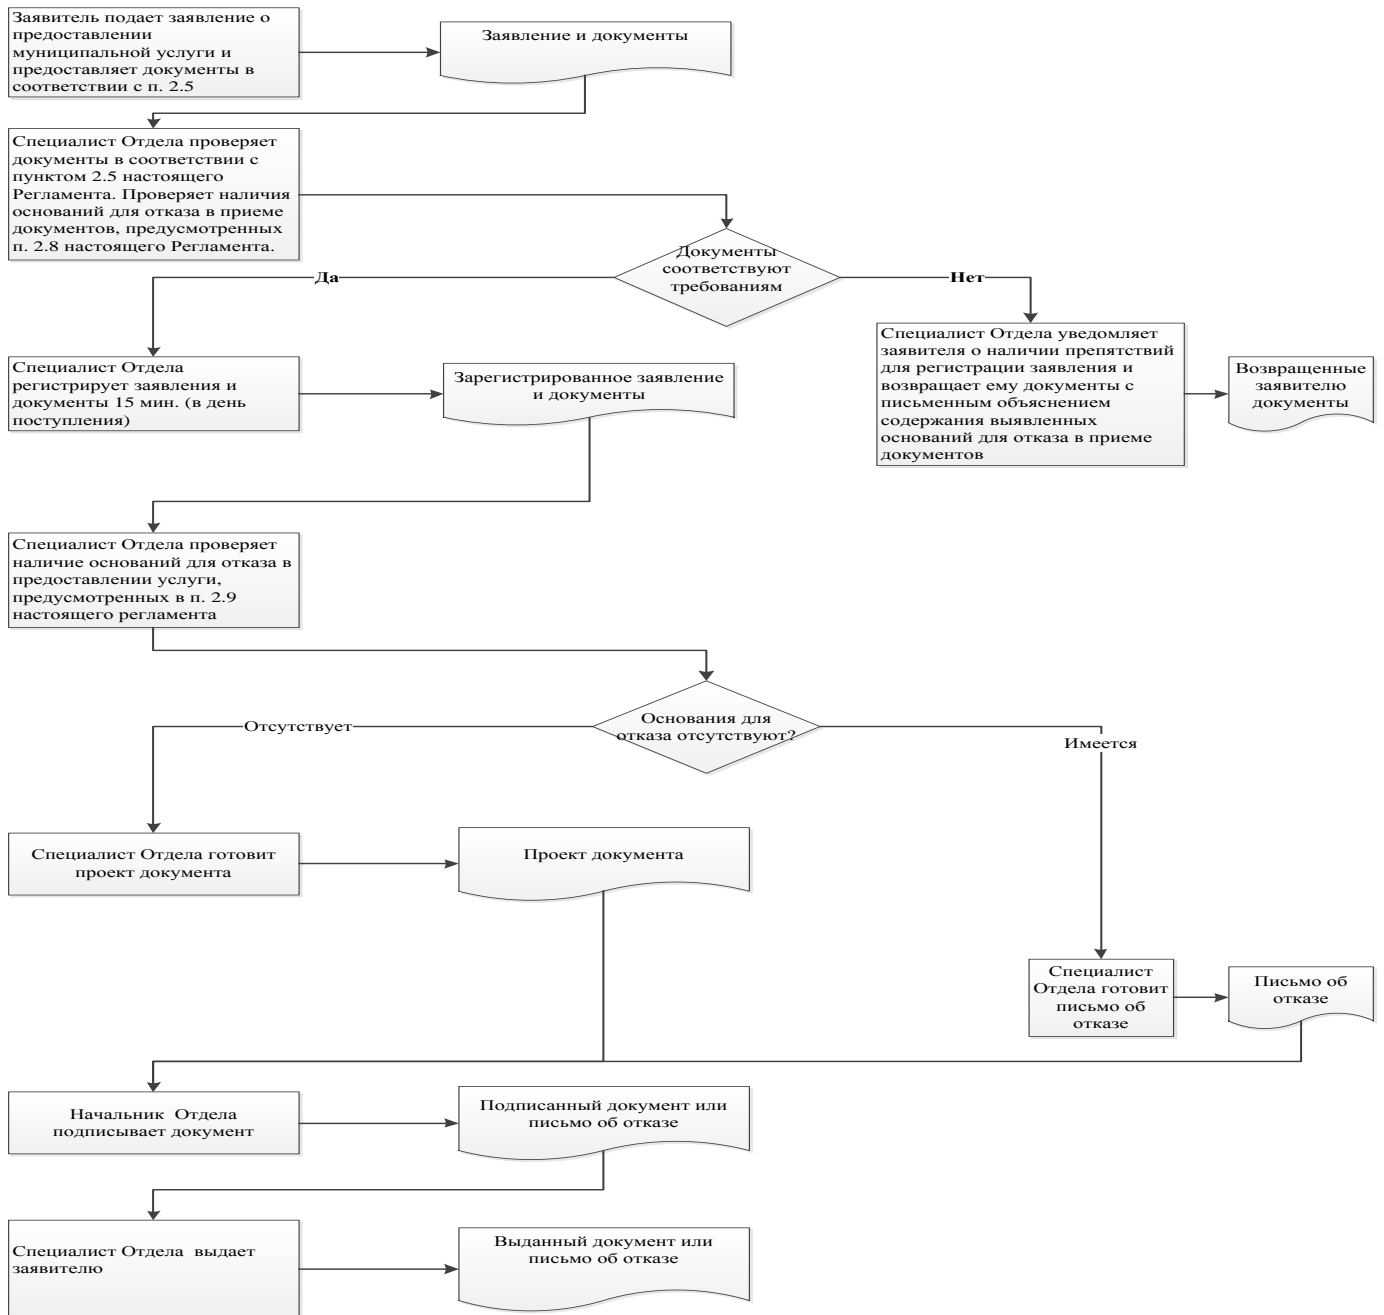 Заявитель подает заявление о
предоставлении
муниципальной услуги и
предоставляет документы в
соответствии с п. 2.5
Заявление и документы
Специалист Отдела проверяет
документы в соответствии с
пунктом 2.5 настоящего
Регламента. Проверяет наличия
оснований для отказа в приеме
документов, предусмотренных
п. 2.8 настоящего Регламента.
Документы
соответствуют
требованиям
Да
Нет
Специалист Отдела
регистрирует заявления и
документы 15 мин. (в день
поступления)
Зарегистрированное заявление
и документы
Специалист Отдела уведомляет
заявителя о наличии препятствий
для регистрации заявления и
возвращает ему документы с
письменным объяснением
содержания выявленных
оснований для отказа в приеме
документов
Возвращенные
заявителю
документы
Специалист Отдела проверяет
наличие оснований для отказа в
предоставлении услуги,
предусмотренных в п. 2.9
настоящего регламента
Основания для
отказа отсутствуют?
Отсутствует
Имеется
Специалист Отдела готовит
проект документа
Проект документа
Специалист
Отдела готовит
письмо об
отказе
Письмо об
отказе
Начальник  Отдела
подписывает документ
Подписанный документ или
письмо об отказе
Специалист Отдела  выдает
заявителю
Выданный документ или
письмо об отказе